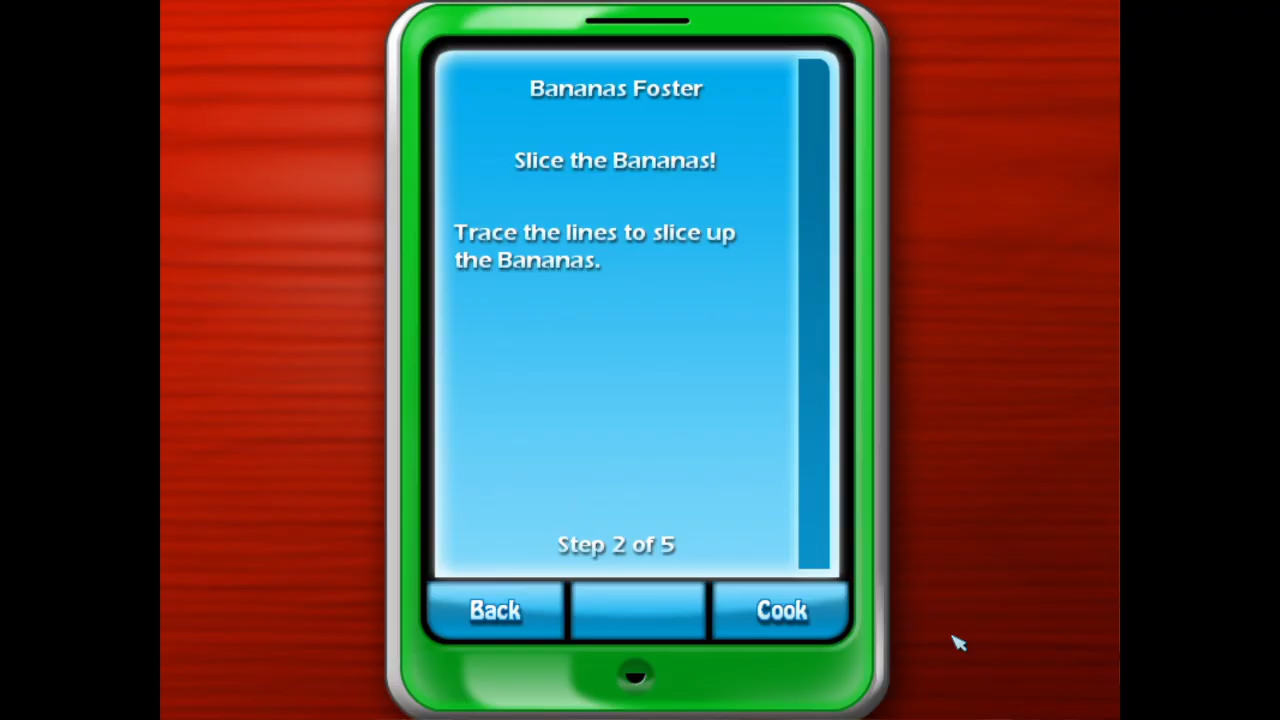 Bananas Foster
Slice the Bananas!
Trace the lines to slice up
the Bananas.
Step 2 of 5
Back
Cook